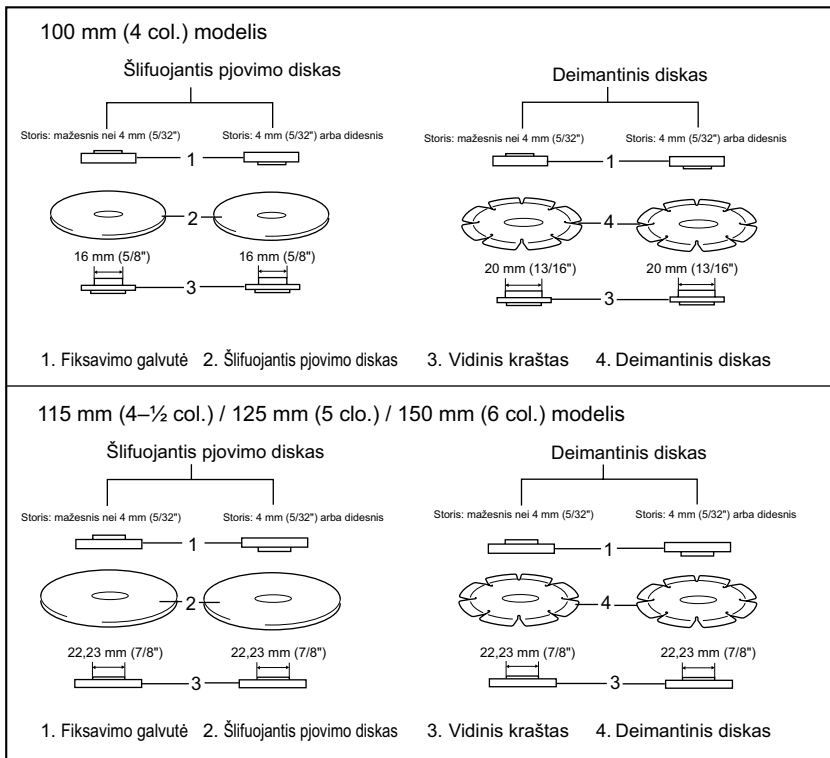 100 mm (4 col.) modelis
Šlifuojantis pjovimo diskas
Deimantinis diskas
Storis: mažesnis nei 4 mm (5/32") Storis: 4 mm (5/32") arba didesnis
Storis: mažesnis nei 4 mm (5/32") Storis: 4 mm (5/32") arba didesnis
1
1
2
4
16 mm (5/8") 16 mm (5/8")
20 mm (13/16") 20 mm (13/16")
3
3
1. Fiksavimo galvutė 2. Šlifuojantis pjovimo diskas 3. Vidinis kraštas 4. Deimantinis diskas
115 mm (4–½ col.) / 125 mm (5 clo.) / 150 mm (6 col.) modelis
Šlifuojantis pjovimo diskas
Deimantinis diskas
Storis: mažesnis nei 4 mm (5/32") Storis: 4 mm (5/32") arba didesnis
Storis: mažesnis nei 4 mm (5/32") Storis: 4 mm (5/32") arba didesnis
1
1
2
4
22,23 mm (7/8") 22,23 mm (7/8")
22,23 mm (7/8") 22,23 mm (7/8")
3
3
1. Fiksavimo galvutė 2. Šlifuojantis pjovimo diskas 3. Vidinis kraštas 4. Deimantinis diskas